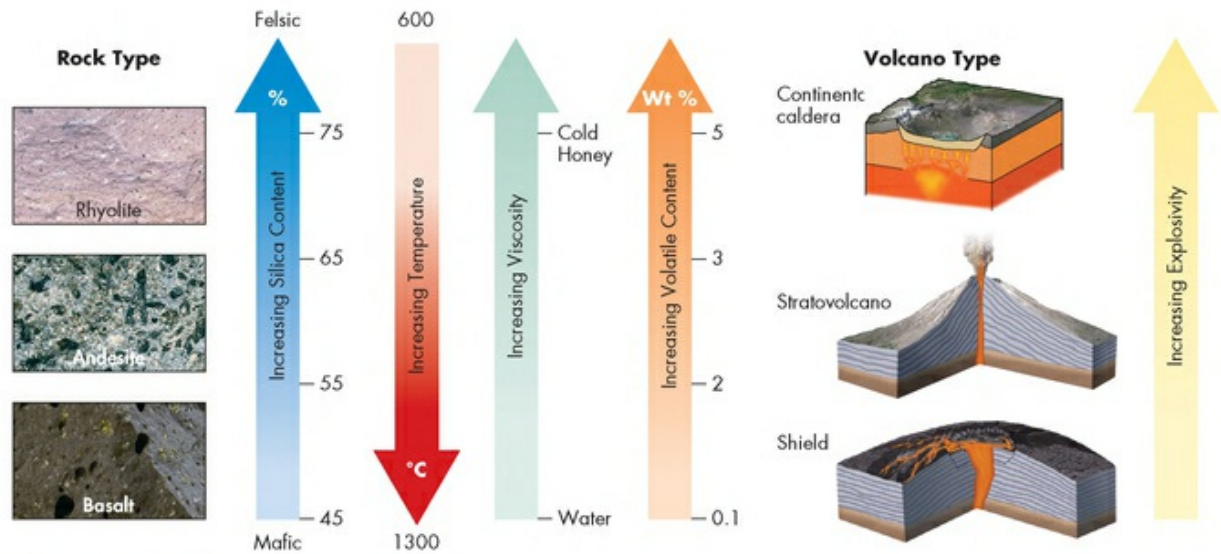 Felsic
600
Rock Type
Volcano Type
%
Wt %
Continentc
caldera
75
Cold
Honey
5
Rhyolite
Increasing Silica Content
Increasing Temperature
Increasing Viscosity
Increasing Volatile Content
Increasing Explosivity
65
3
Stratovolcano
Andesite
55
2
Shield
°C
Basalt
45
Water
0.1
Mafic
1300